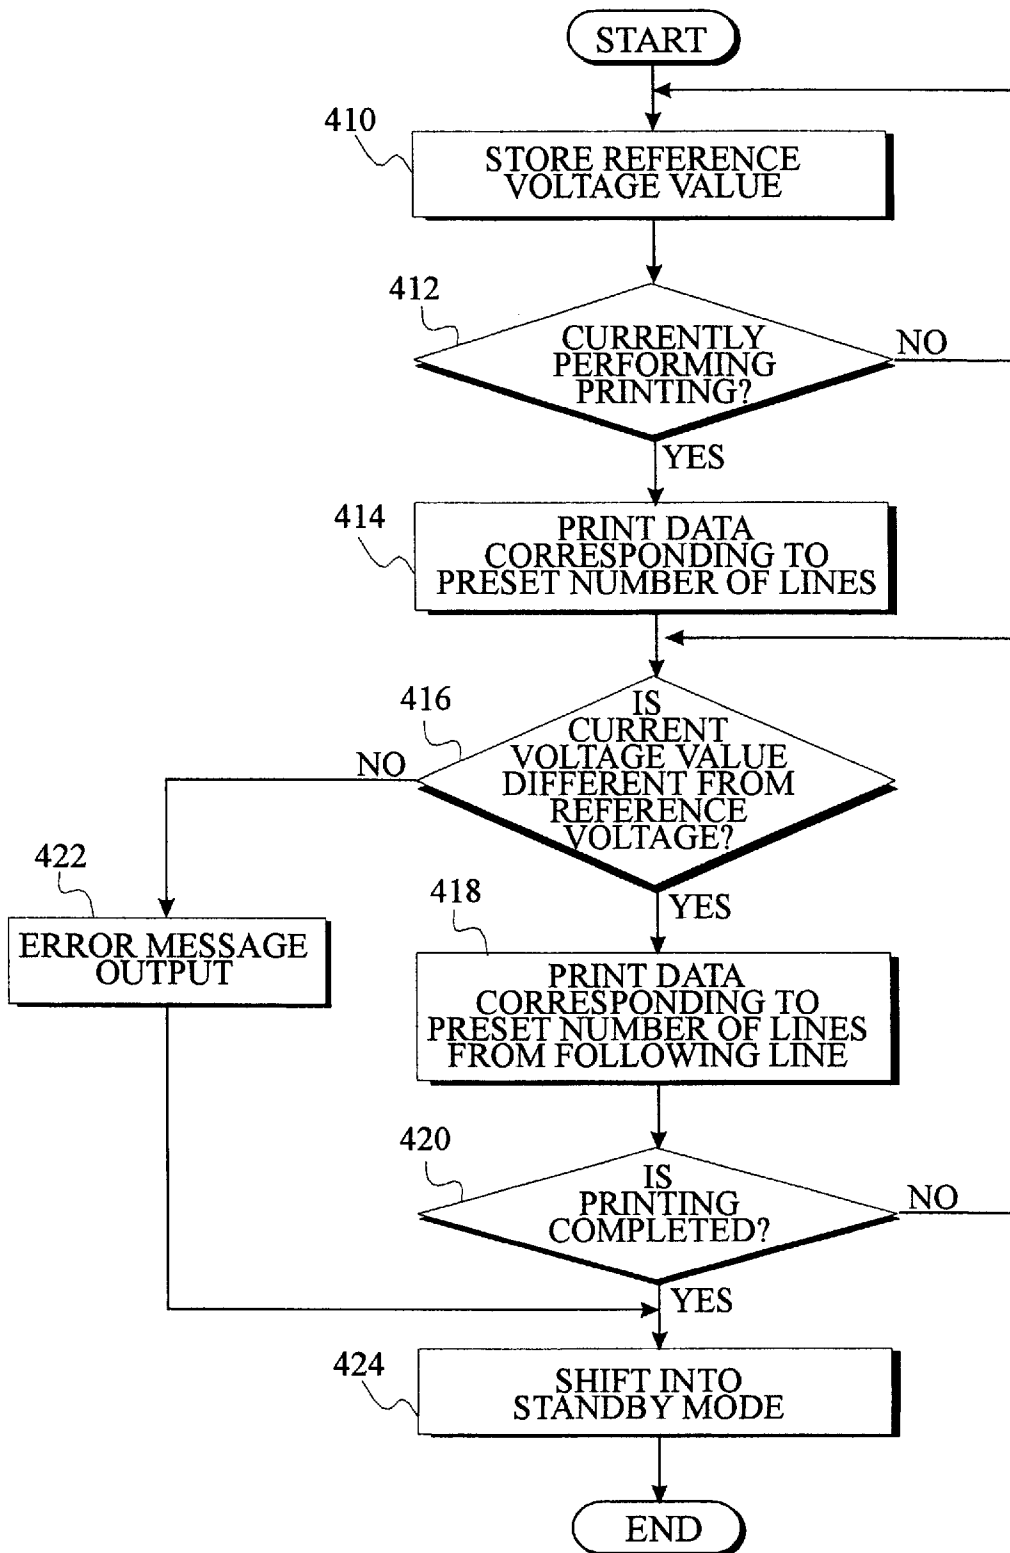 START
410
STORE REFERENCE
VOLTAGE VALUE
412
CURRENTLY
PERFORMING
PRINTING?
NO
YES
414
PRINT DATA
CORRESPONDING TO
PRESET NUMBER OF LINES
416
IS
CURRENT
VOLTAGE VALUE
DIFFERENT FROM
REFERENCE
VOLTAGE?
NO
YES
422
ERROR MESSAGE
OUTPUT
418
PRINT DATA
CORRESPONDING TO
PRESET NUMBER OF LINES
FROM FOLLOWING LINE
420
IS
PRINTING
COMPLETED?
NO
YES
424
SHIFT INTO
STANDBY MODE
END